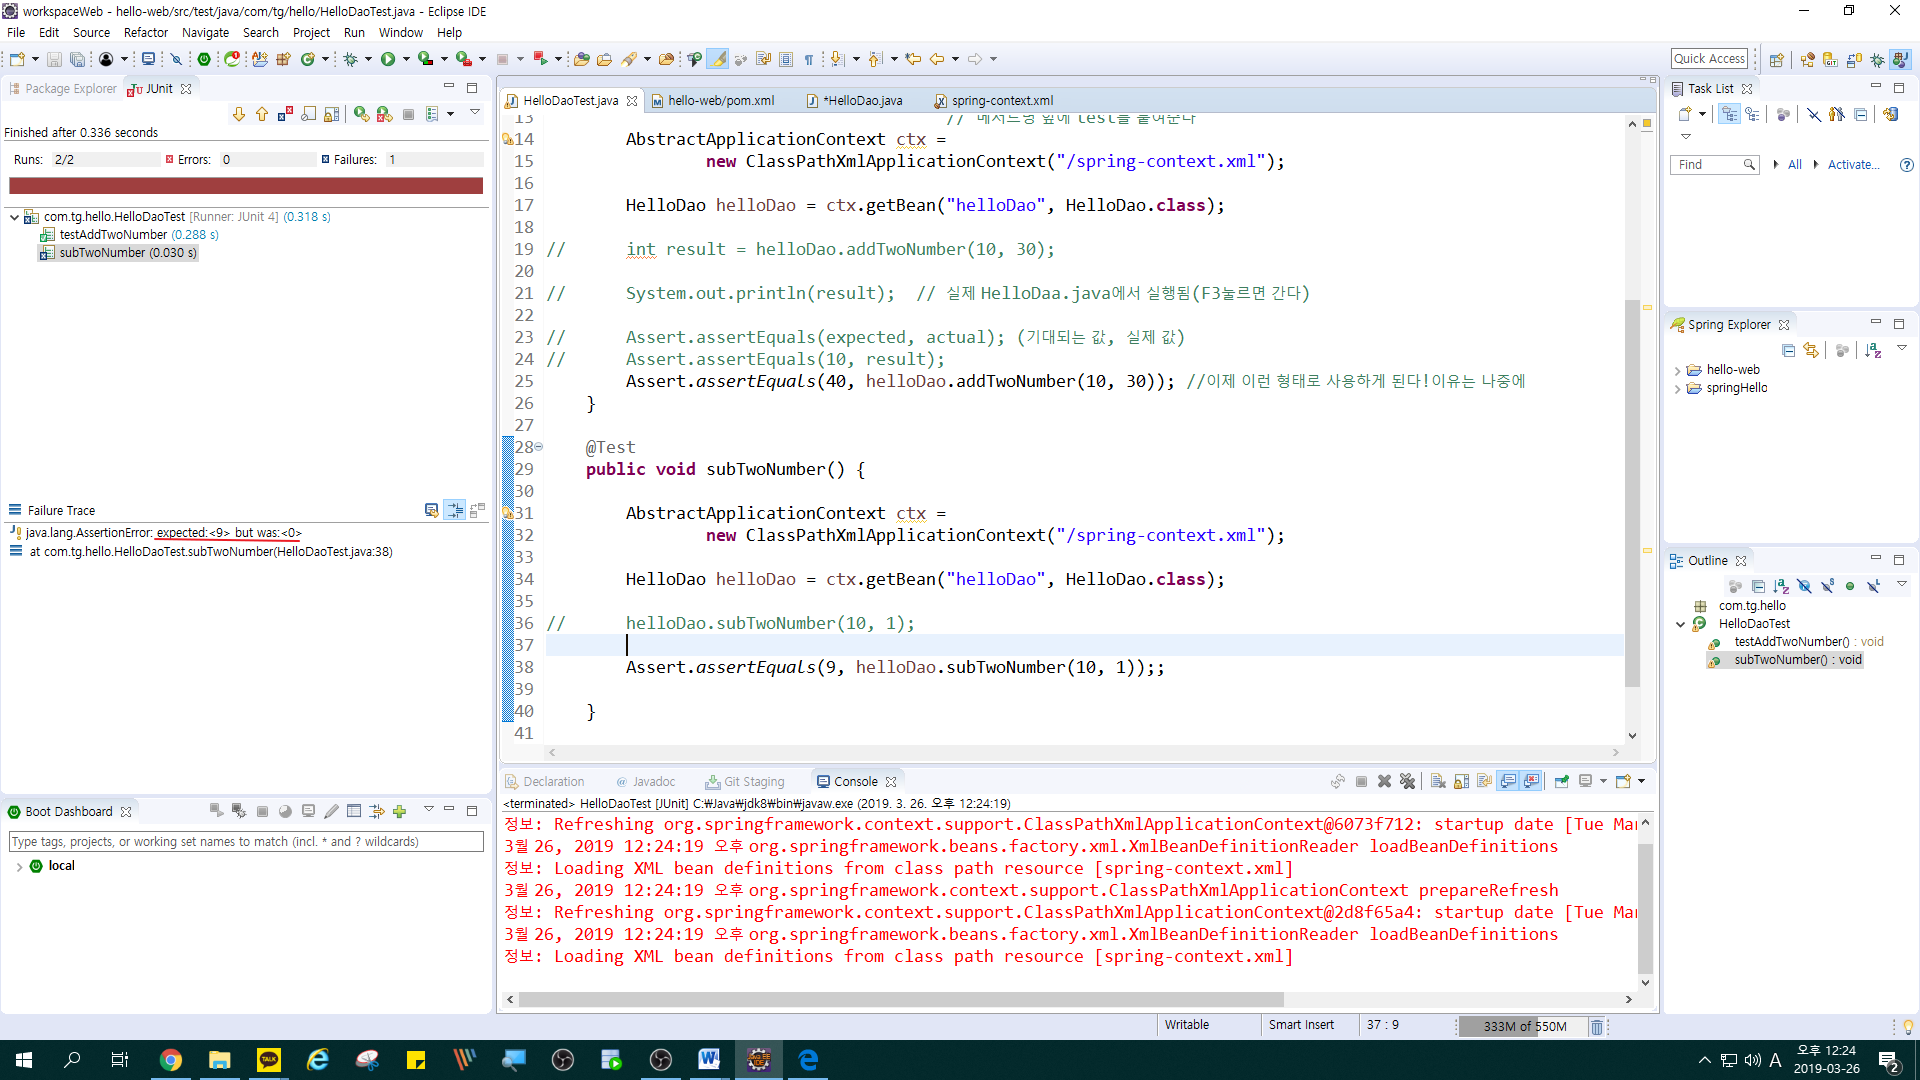 workspaceWeb - hello-web/src/test/java/com/tg/hello/HelloDaoTest.java - Eclipse IDE
File Edit Source Refactor Navigate Search Project Run Window Help
Quick Access
Package Explorer JUnit
Finished after 0.336 seconds
Runs: 2/2 Errors: 0 Failures: 1
com.tg.hello.HelloDaoTest [Runner: JUnit 4] (0.318 s)
testAddTwoNumber (0.288 s)
subTwoNumber (0.030 s)
Failure Trace
java.lang.AssertionError: expected:<9> but was:<0>
at com.tg.hello.HelloDaoTest.subTwoNumber(HelloDaoTest.java:38)
Boot Dashboard
Type tags, projects, or working set names to match (incl. * and ? wildcards)
local
HelloDaoTest.java hello-web/pom.xml *HelloDao.java spring-context.xml
13 // 메서드명 앞에 test를 붙여준다
14 AbstractApplicationContext ctx =
15 new ClassPathXmlApplicationContext("/spring-context.xml");
16
17 HelloDao helloDao = ctx.getBean("helloDao", HelloDao.class);
18
19 // int result = helloDao.addTwoNumber(10, 30);
20
21 // System.out.println(result); // 실제 HelloDaa.java에서 실행됨(F3눌르면 간다)
22
23 // Assert.assertEquals(expected, actual); (기대되는 값, 실제 값)
24 // Assert.assertEquals(10, result);
25 Assert.assertEquals(40, helloDao.addTwoNumber(10, 30)); //이제 이런 형태로 사용하게 된다!이유는 나중에
26 }
27
28 @Test
29 public void subTwoNumber() {
30
31 AbstractApplicationContext ctx =
32 new ClassPathXmlApplicationContext("/spring-context.xml");
33
34 HelloDao helloDao = ctx.getBean("helloDao", HelloDao.class);
35
36 // helloDao.subTwoNumber(10, 1);
37
38 Assert.assertEquals(9, helloDao.subTwoNumber(10, 1));;
39
40 }
41
Declaration @ Javadoc Git Staging Console
<terminated> HelloDaoTest [JUnit] C:₩Java₩jdk8₩bin₩javaw.exe (2019. 3. 26. 오후 12:24:19)
정보: Refreshing org.springframework.context.support.ClassPathXmlApplicationContext@6073f712: startup date [Tue Mar
3월 26, 2019 12:24:19 오후 org.springframework.beans.factory.xml.XmlBeanDefinitionReader loadBeanDefinitions
정보: Loading XML bean definitions from class path resource [spring-context.xml]
3월 26, 2019 12:24:19 오후 org.springframework.context.support.ClassPathXmlApplicationContext prepareRefresh
정보: Refreshing org.springframework.context.support.ClassPathXmlApplicationContext@2d8f65a4: startup date [Tue Mar
3월 26, 2019 12:24:19 오후 org.springframework.beans.factory.xml.XmlBeanDefinitionReader loadBeanDefinitions
정보: Loading XML bean definitions from class path resource [spring-context.xml]
Task List
Find All Activate...
Spring Explorer
hello-web
springHello
Outline
com.tg.hello
HelloDaoTest
testAddTwoNumber() : void
subTwoNumber() : void
Writable Smart Insert 37 : 9 333M of 550M
TALK
A 오후 12:24
2019-03-26
2